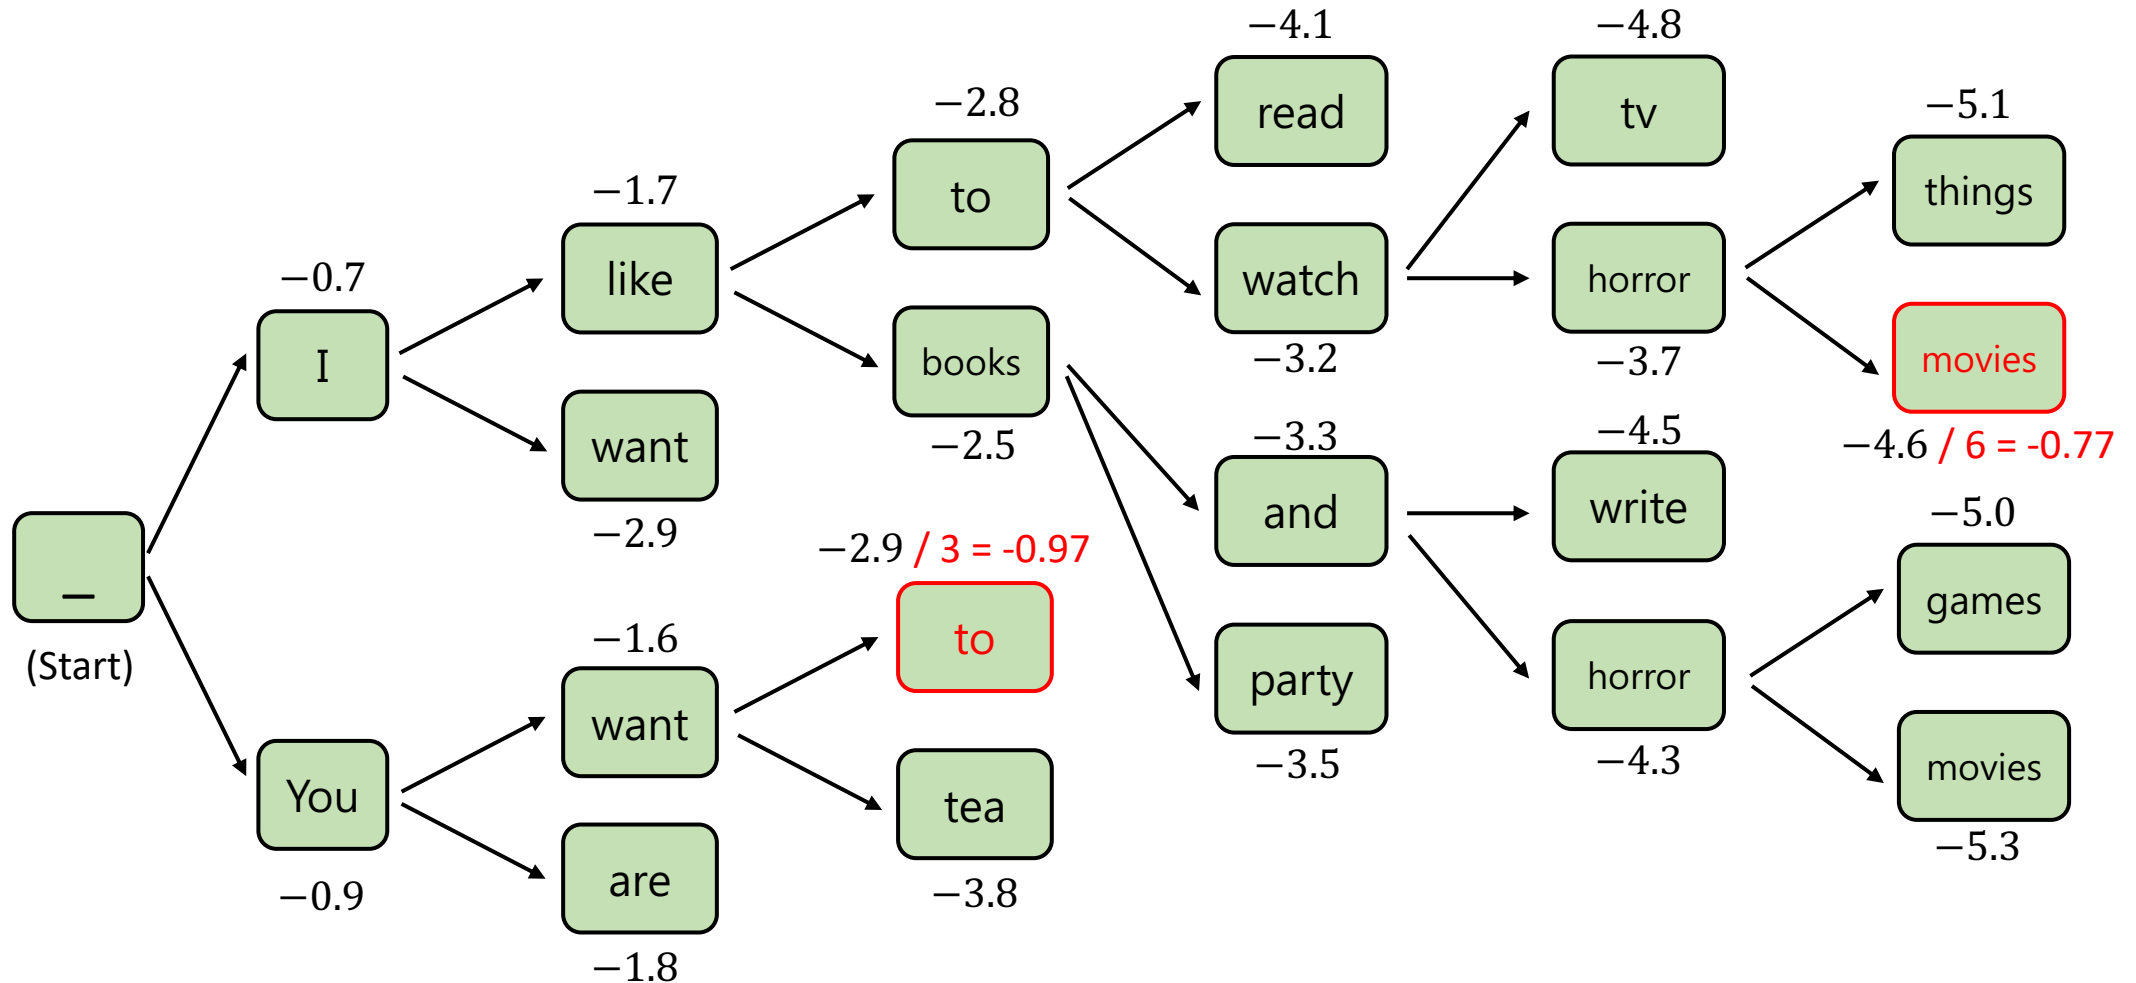 _
(Start)
−0.7
I
You
−0.9
−1.7
like
want
−2.9
−1.6
want
are
−1.8
−2.8
to
books
−2.5
−2.9 / 3 = -0.97
to
tea
−3.8
−4.1
read
watch
−3.2
−3.3
and
party
−3.5
−4.8
tv
horror
−3.7
−4.5
write
horror
−4.3
−5.1
things
movies
−4.6 / 6 = -0.77
−5.0
games
movies
−5.3